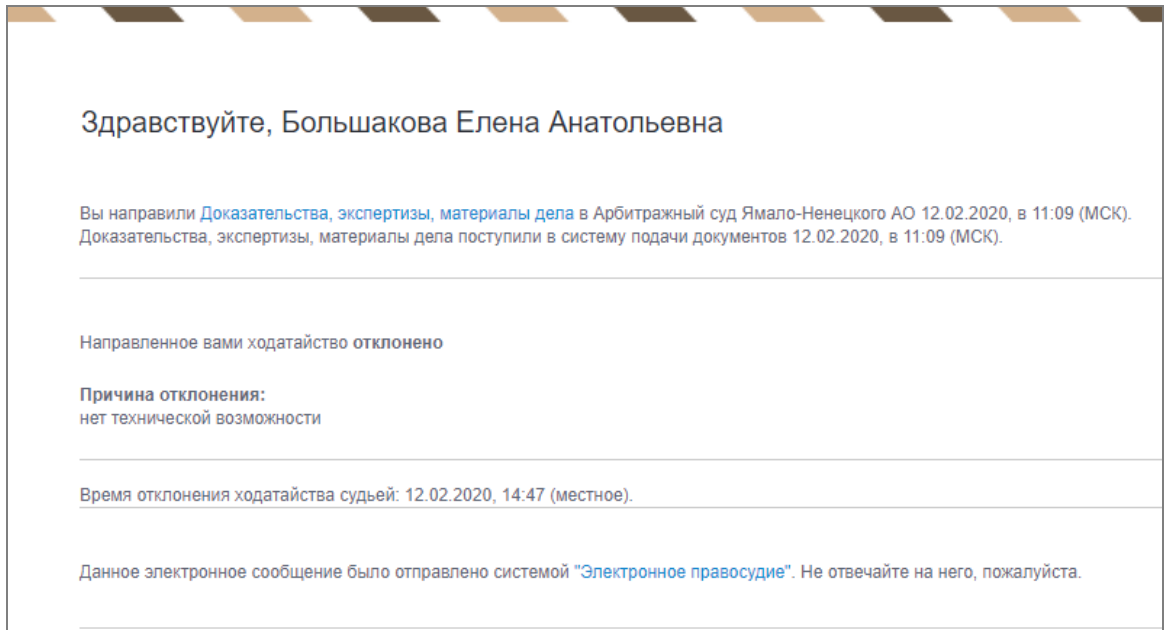 Здравствуйте, Большакова Елена Анатольевна
Вы направили Доказательства, экспертизы, материалы дела в Арбитражный суд Ямало-Ненецкого АО 12.02.2020, в 11:09 (МСК).
Доказательства, экспертизы, материалы дела поступили в систему подачи документов 12.02.2020, в 11:09 (МСК).
Направленное вами ходатайство отклонено
Причина отклонения:
нет технической возможности
Время отклонения ходатайства судьей: 12.02.2020, 14:47 (местное).
Данное электронное сообщение было отправлено системой "Электронное правосудие". Не отвечайте на него, пожалуйста.